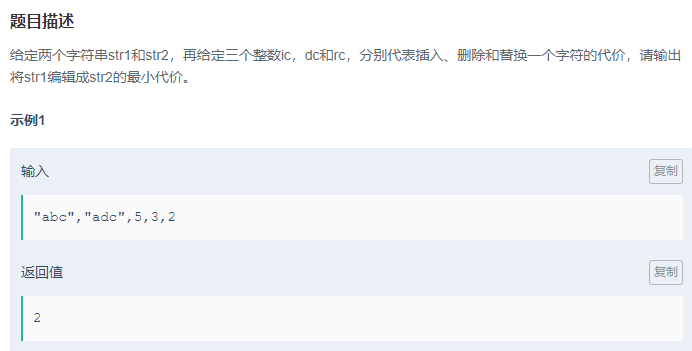 题目描述
给定两个字符串str1和str2，再给定三个整数ic，dc和rc，分别代表插入、删除和替换一个字符的代价，请输出
将str1编辑成str2的最小代价。
示例1
输入
复制
"abc","adc",5,3,2
返回值
复制
2